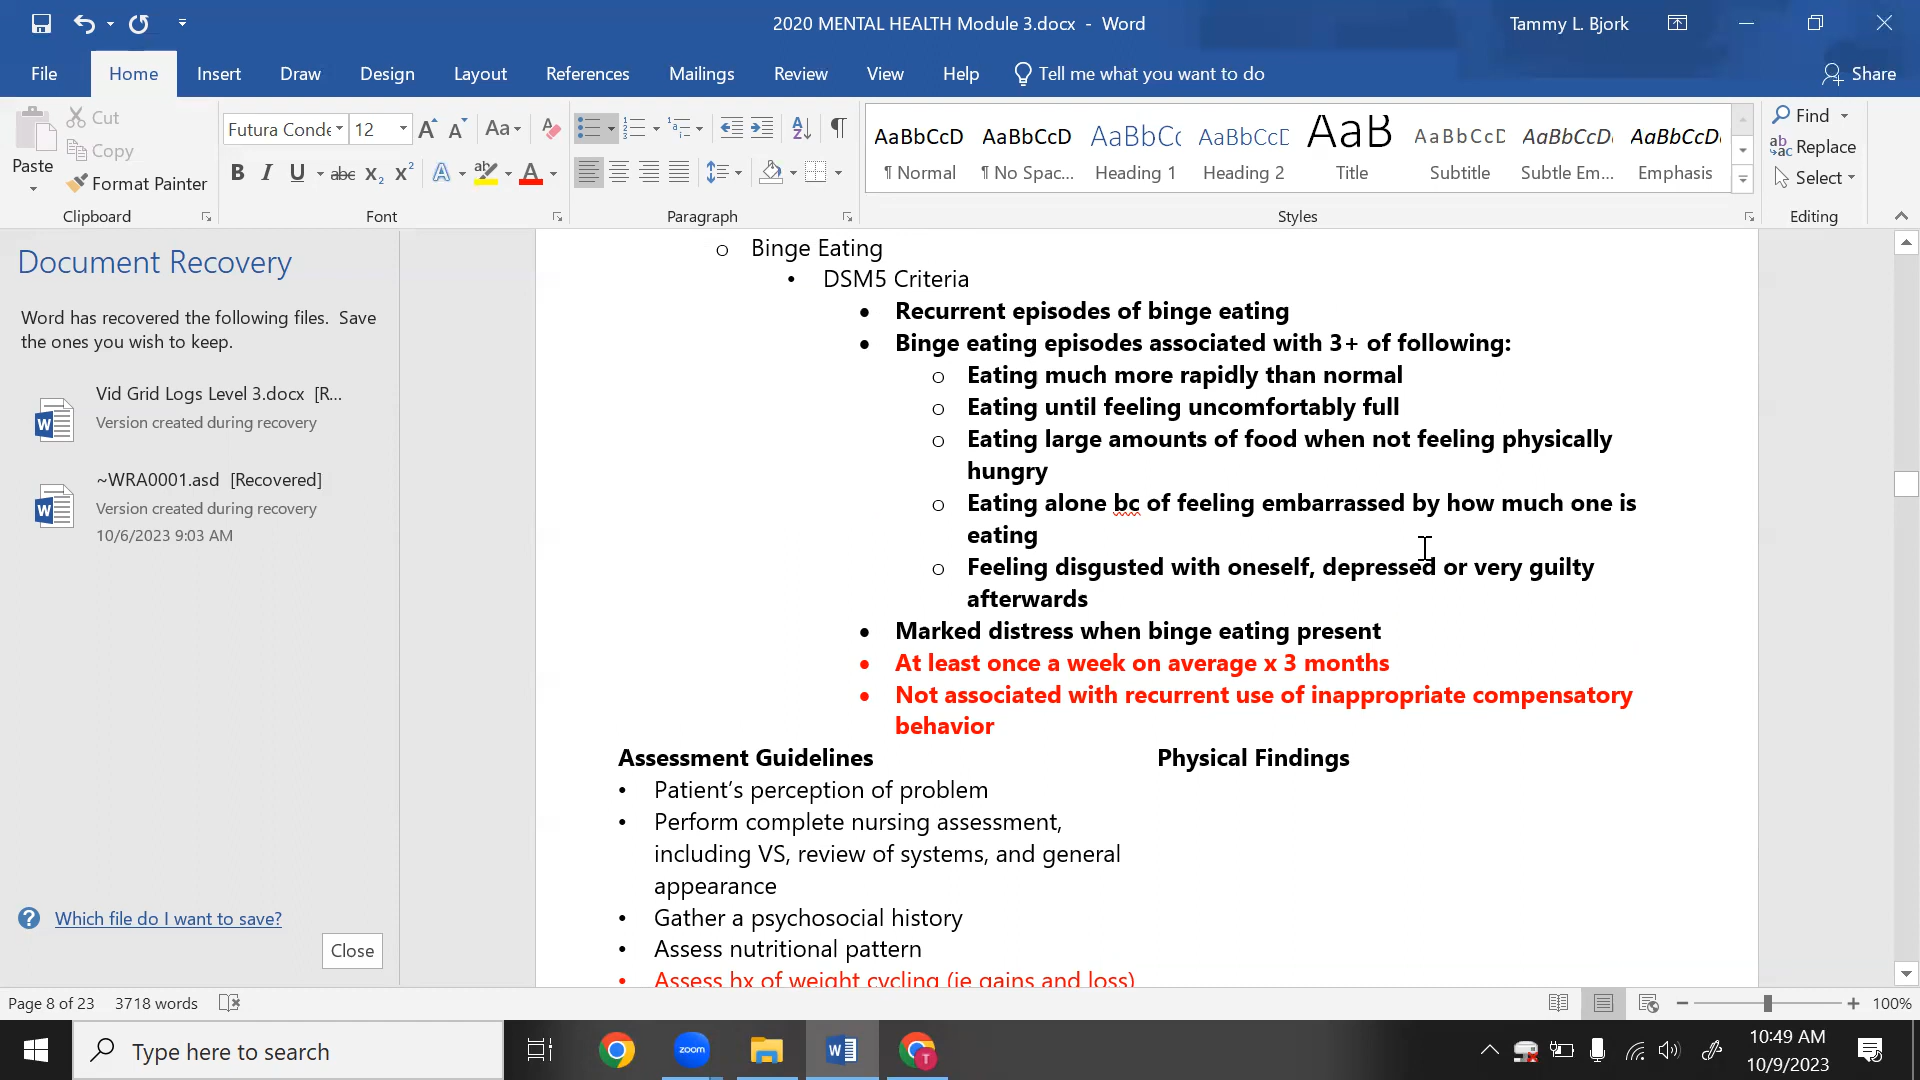 2020 MENTAL HEALTH Module 3.docx - Word
Tammy L. Bjork
File Home Insert Draw Design Layout References Mailings Review View Help Tell me what you want to do Share
Paste
Cut
Copy
Format Painter
Clipboard
Futura Conde 12
Font
Paragraph
AaBbCcD AaBbCcD AaBbCc AaBbCcD AaB AaBbCcD AaBbCcD AaBbCcD
¶ Normal ¶ No Spac... Heading 1 Heading 2 Title Subtitle Subtle Em... Emphasis
Styles
Find
Replace
Select
Editing
Document Recovery
Word has recovered the following files. Save
the ones you wish to keep.
Vid Grid Logs Level 3.docx [R...
Version created during recovery
~WRA0001.asd [Recovered]
Version created during recovery
10/6/2023 9:03 AM
Which file do I want to save?
Close
o Binge Eating
• DSM5 Criteria
• Recurrent episodes of binge eating
• Binge eating episodes associated with 3+ of following:
o Eating much more rapidly than normal
o Eating until feeling uncomfortably full
o Eating large amounts of food when not feeling physically
hungry
o Eating alone bc of feeling embarrassed by how much one is
eating
o Feeling disgusted with oneself, depressed or very guilty
afterwards
• Marked distress when binge eating present
• At least once a week on average x 3 months
• Not associated with recurrent use of inappropriate compensatory
behavior
Assessment Guidelines
• Patient's perception of problem
• Perform complete nursing assessment,
including VS, review of systems, and general
appearance
• Gather a psychosocial history
• Assess nutritional pattern
• Assess hx of weight cycling (ie gains and loss)
Physical Findings
Page 8 of 23 3718 words
100%
Type here to search
zoom
10:49 AM
10/9/2023